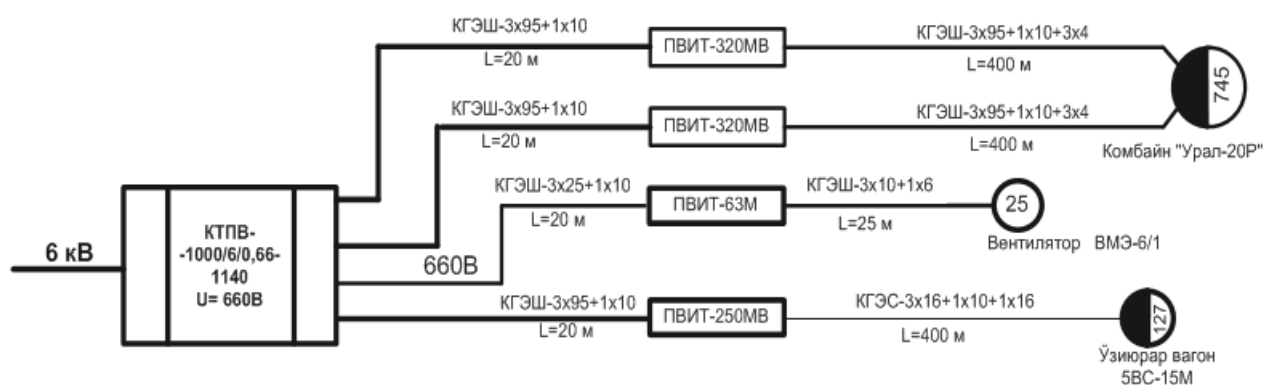 КГЭШ-3х95+1х10
L=20 м
ПВИТ-320МВ
КГЭШ-3х95+1х10+3х4
L=400 м
745
КГЭШ-3х95+1х10
L=20 м
ПВИТ-320МВ
КГЭШ-3х95+1х10+3х4
L=400 м
Комбайн "Урал-20Р"
КГЭШ-3х25+1х10
L=20 м
ПВИТ-63М
КГЭШ-3х10+1х6
L=25 м
25
Вентилятор ВМЭ-6/1
6 кВ
КТПВ-
-1000/6/0,66-
1140
U= 660В
660В
КГЭШ-3х95+1х10
L=20 м
ПВИТ-250МВ
КГЭС-3х16+1х10+1х16
L=400 м
127
Ўзиюрар вагон
5ВС-15М